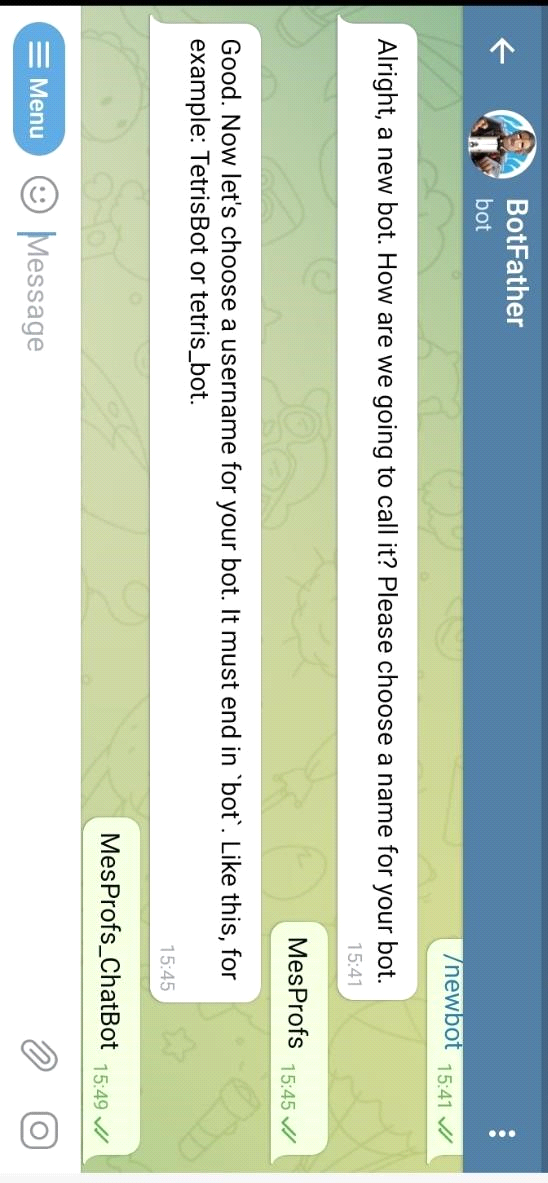 BotFather
bot
/newbot
15:41
Alright, a new bot. How are we going to call it? Please choose a name for your bot.
15:41
MesProfs
15:45
Good. Now let's choose a username for your bot. It must end in `bot`. Like this, for
example: TetrisBot or tetris_bot.
15:45
MesProfs_ChatBot
15:49
Menu
Message